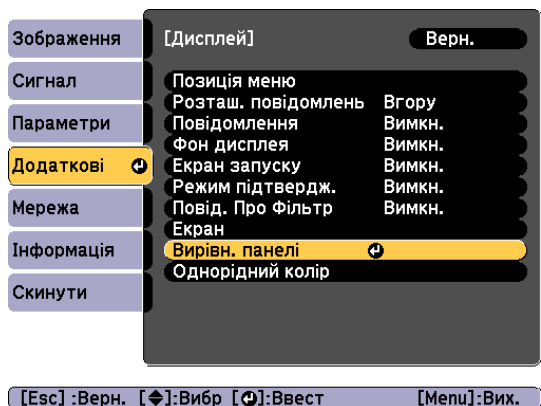 Зображення
Сигнал
Параметри
Додаткові
Мережа
Інформація
Скинути
[Дисплей] Верн.
Позиція меню
Розташ. повідомлень Вгору
Повідомлення Вимкн.
Фон дисплея Вимкн.
Екран запуску Вимкн.
Режим підтвердж. Вимкн.
Повід. Про Фільтр Вимкн.
Екран
Вирівн. панелі
Однорідний колір
[Esc] :Верн. [◆]:Вибр [⏎]:Ввест [Menu]:Вих.